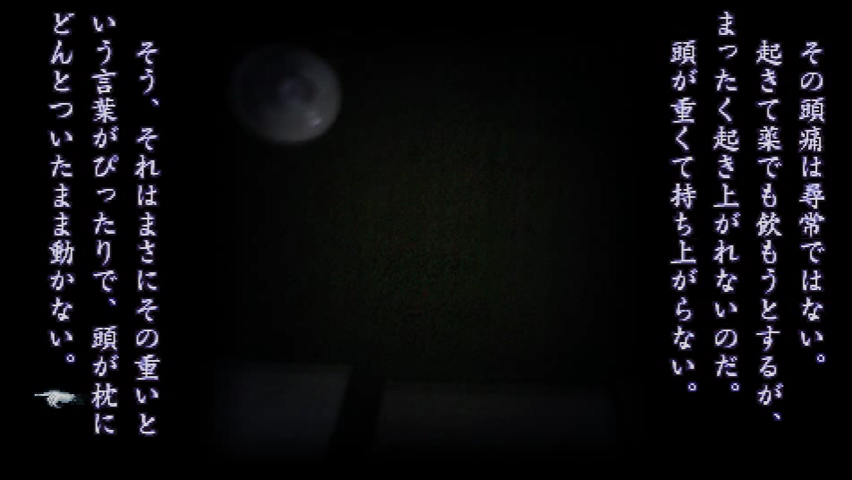 その頭痛は尋常ではない。
起きて薬でも飲もうとするが、
まったく起き上がれないのだ。
頭が重くて持ち上がらない。
そう、それはまさにその重いと
いう言葉がぴったりで、頭が枕に
どんとついたまま動かない。